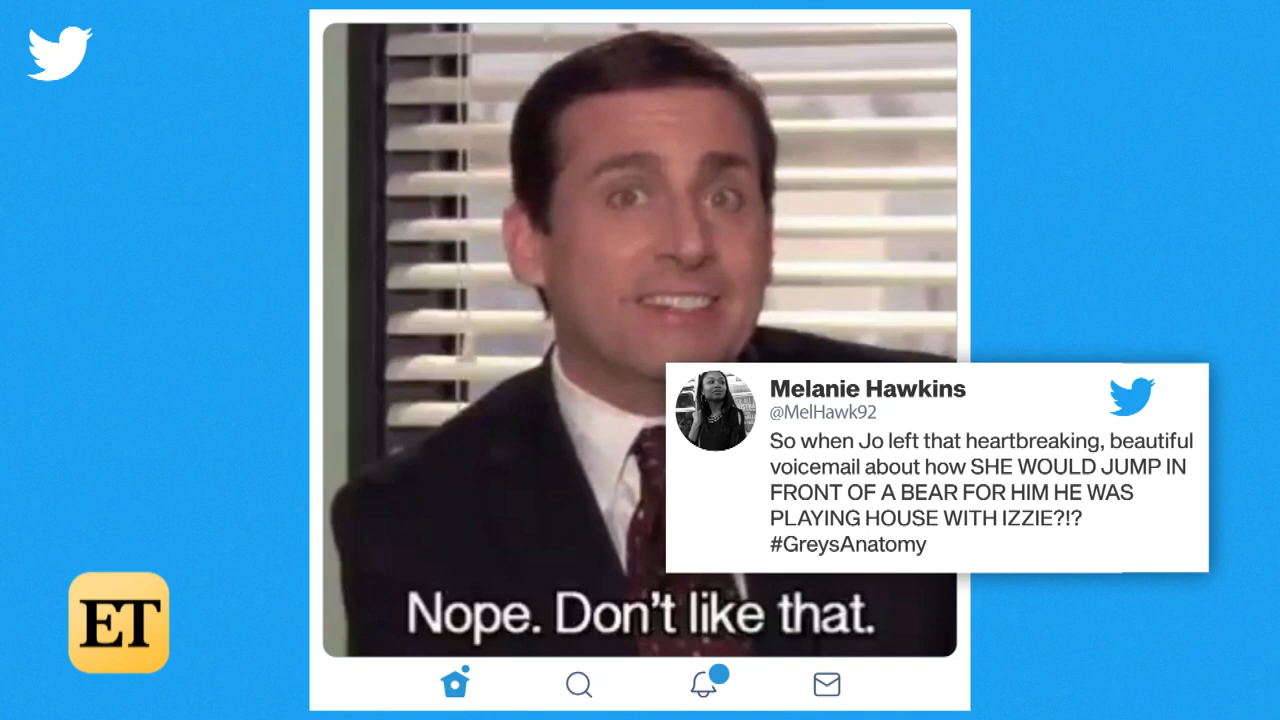 Melanie Hawkins
@MelHawk92
So when Jo left that heartbreaking, beautiful
voicemail about how SHE WOULD JUMP IN
FRONT OF A BEAR FOR HIM HE WAS
PLAYING HOUSE WITH IZZIE?!?
#GreysAnatomy
Nope. Don't like that.
ET